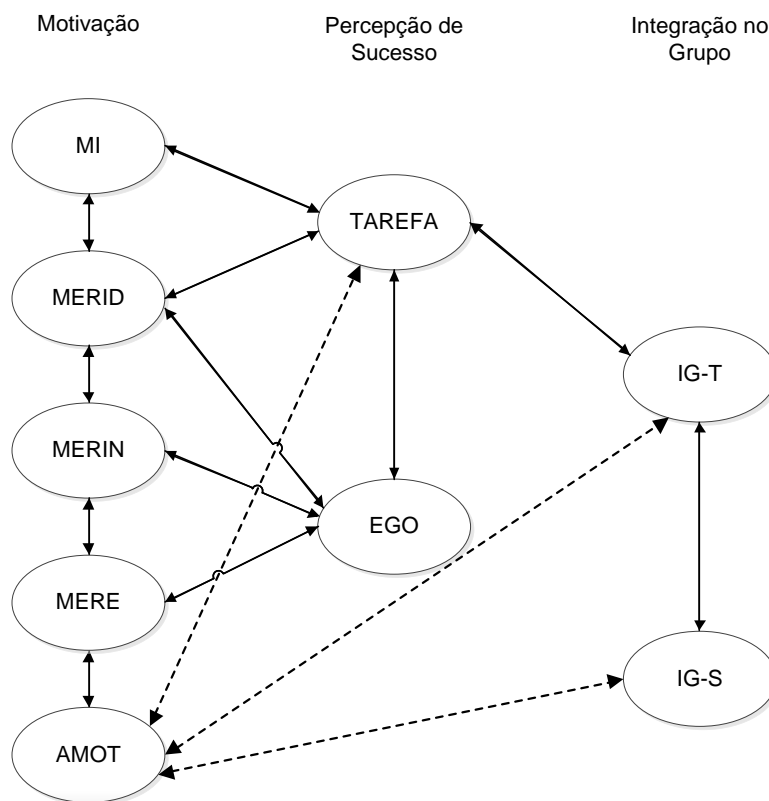 Motivação
Percepção de
Sucesso
Integração no
Grupo
MI
TAREFA
MERID
IG-T
MERIN
EGO
MERE
IG-S
AMOT